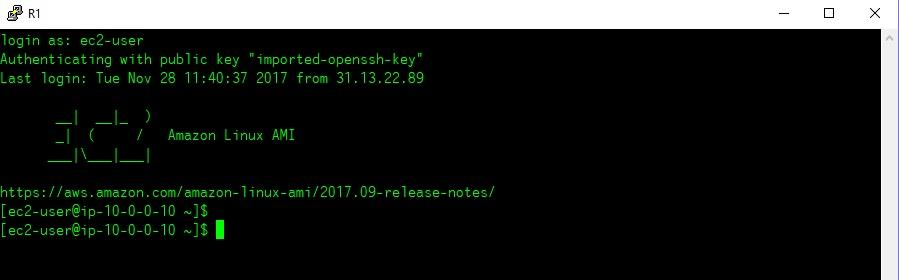 R1
login as: ec2-user
Authenticating with public key "imported-openssh-key"
Last login: Tue Nov 28 11:40:37 2017 from 31.13.22.89
__|  __|_  )
_|  (     /   Amazon Linux AMI
___|\___|___|
https://aws.amazon.com/amazon-linux-ami/2017.09-release-notes/
[ec2-user@ip-10-0-0-10 ~]$
[ec2-user@ip-10-0-0-10 ~]$